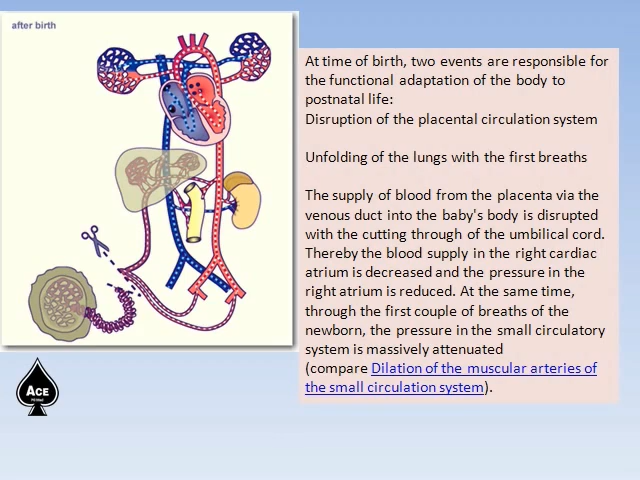 after birth
At time of birth, two events are responsible for
the functional adaptation of the body to
postnatal life:
Disruption of the placental circulation system
Unfolding of the lungs with the first breaths
The supply of blood from the placenta via the
venous duct into the baby's body is disrupted
with the cutting through of the umbilical cord.
Thereby the blood supply in the right cardiac
atrium is decreased and the pressure in the
right atrium is reduced. At the same time,
through the first couple of breaths of the
newborn, the pressure in the small circulatory
system is massively attenuated
(compare Dilation of the muscular arteries of
the small circulation system).
ACE